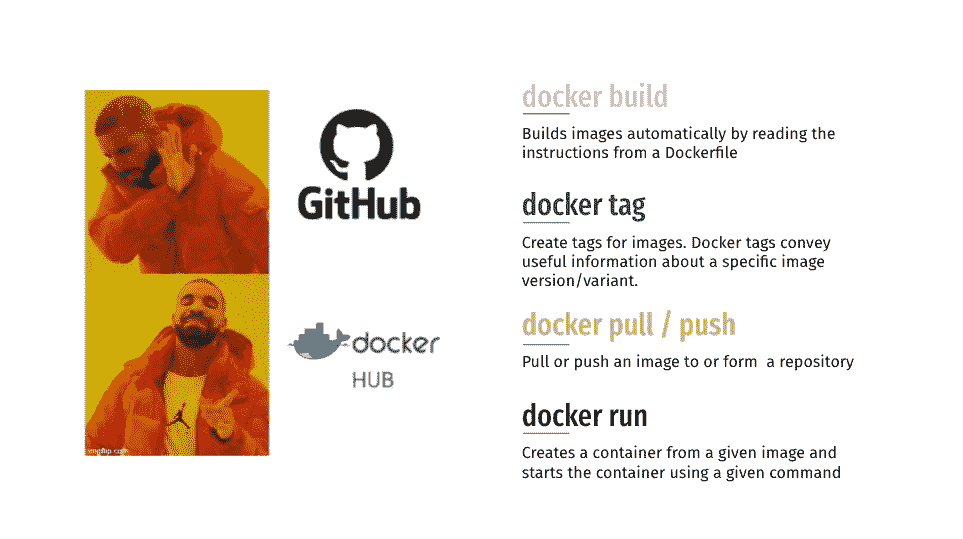 GitHub
docker
HUB
imgflip.com
docker build
Builds images automatically by reading the
instructions from a Dockerfile
docker tag
Create tags for images. Docker tags convey
useful information about a specific image
version/variant.
docker pull / push
Pull or push an image to or form a repository
docker run
Creates a container from a given image and
starts the container using a given command